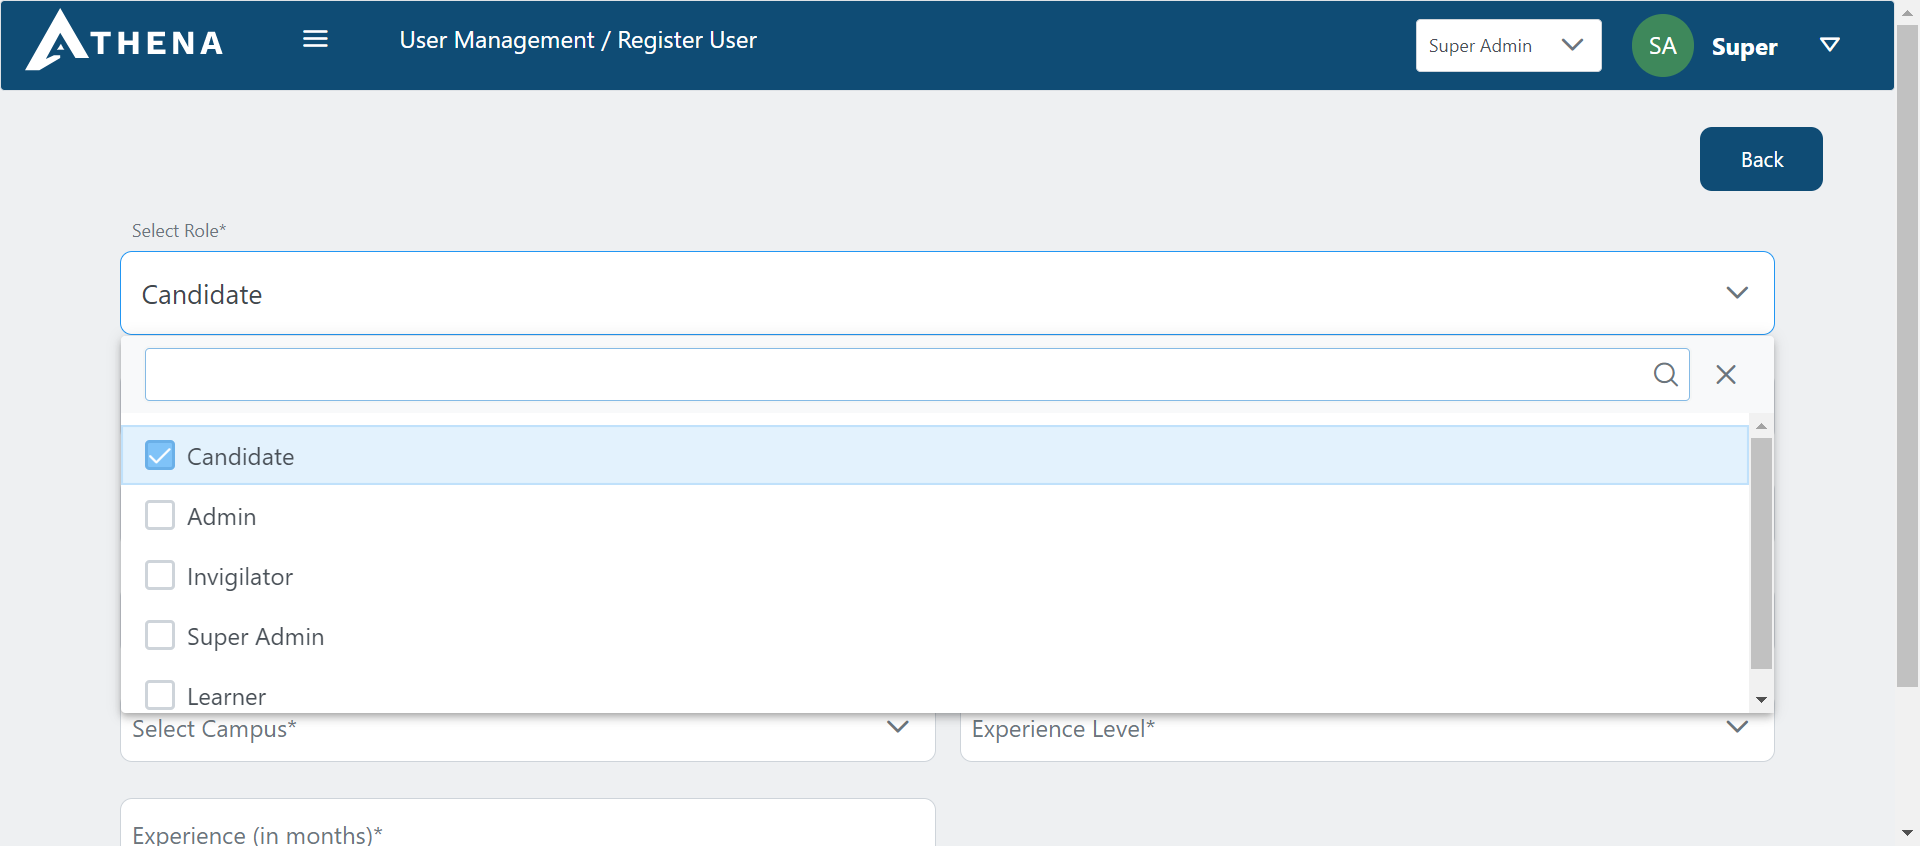 ATHENA
User Management / Register User
Super Admin
SA
Super
Back
Select Role*
Candidate
Candidate
Admin
Invigilator
Super Admin
Learner
Select Campus*
Experience Level*
Experience (in months)*